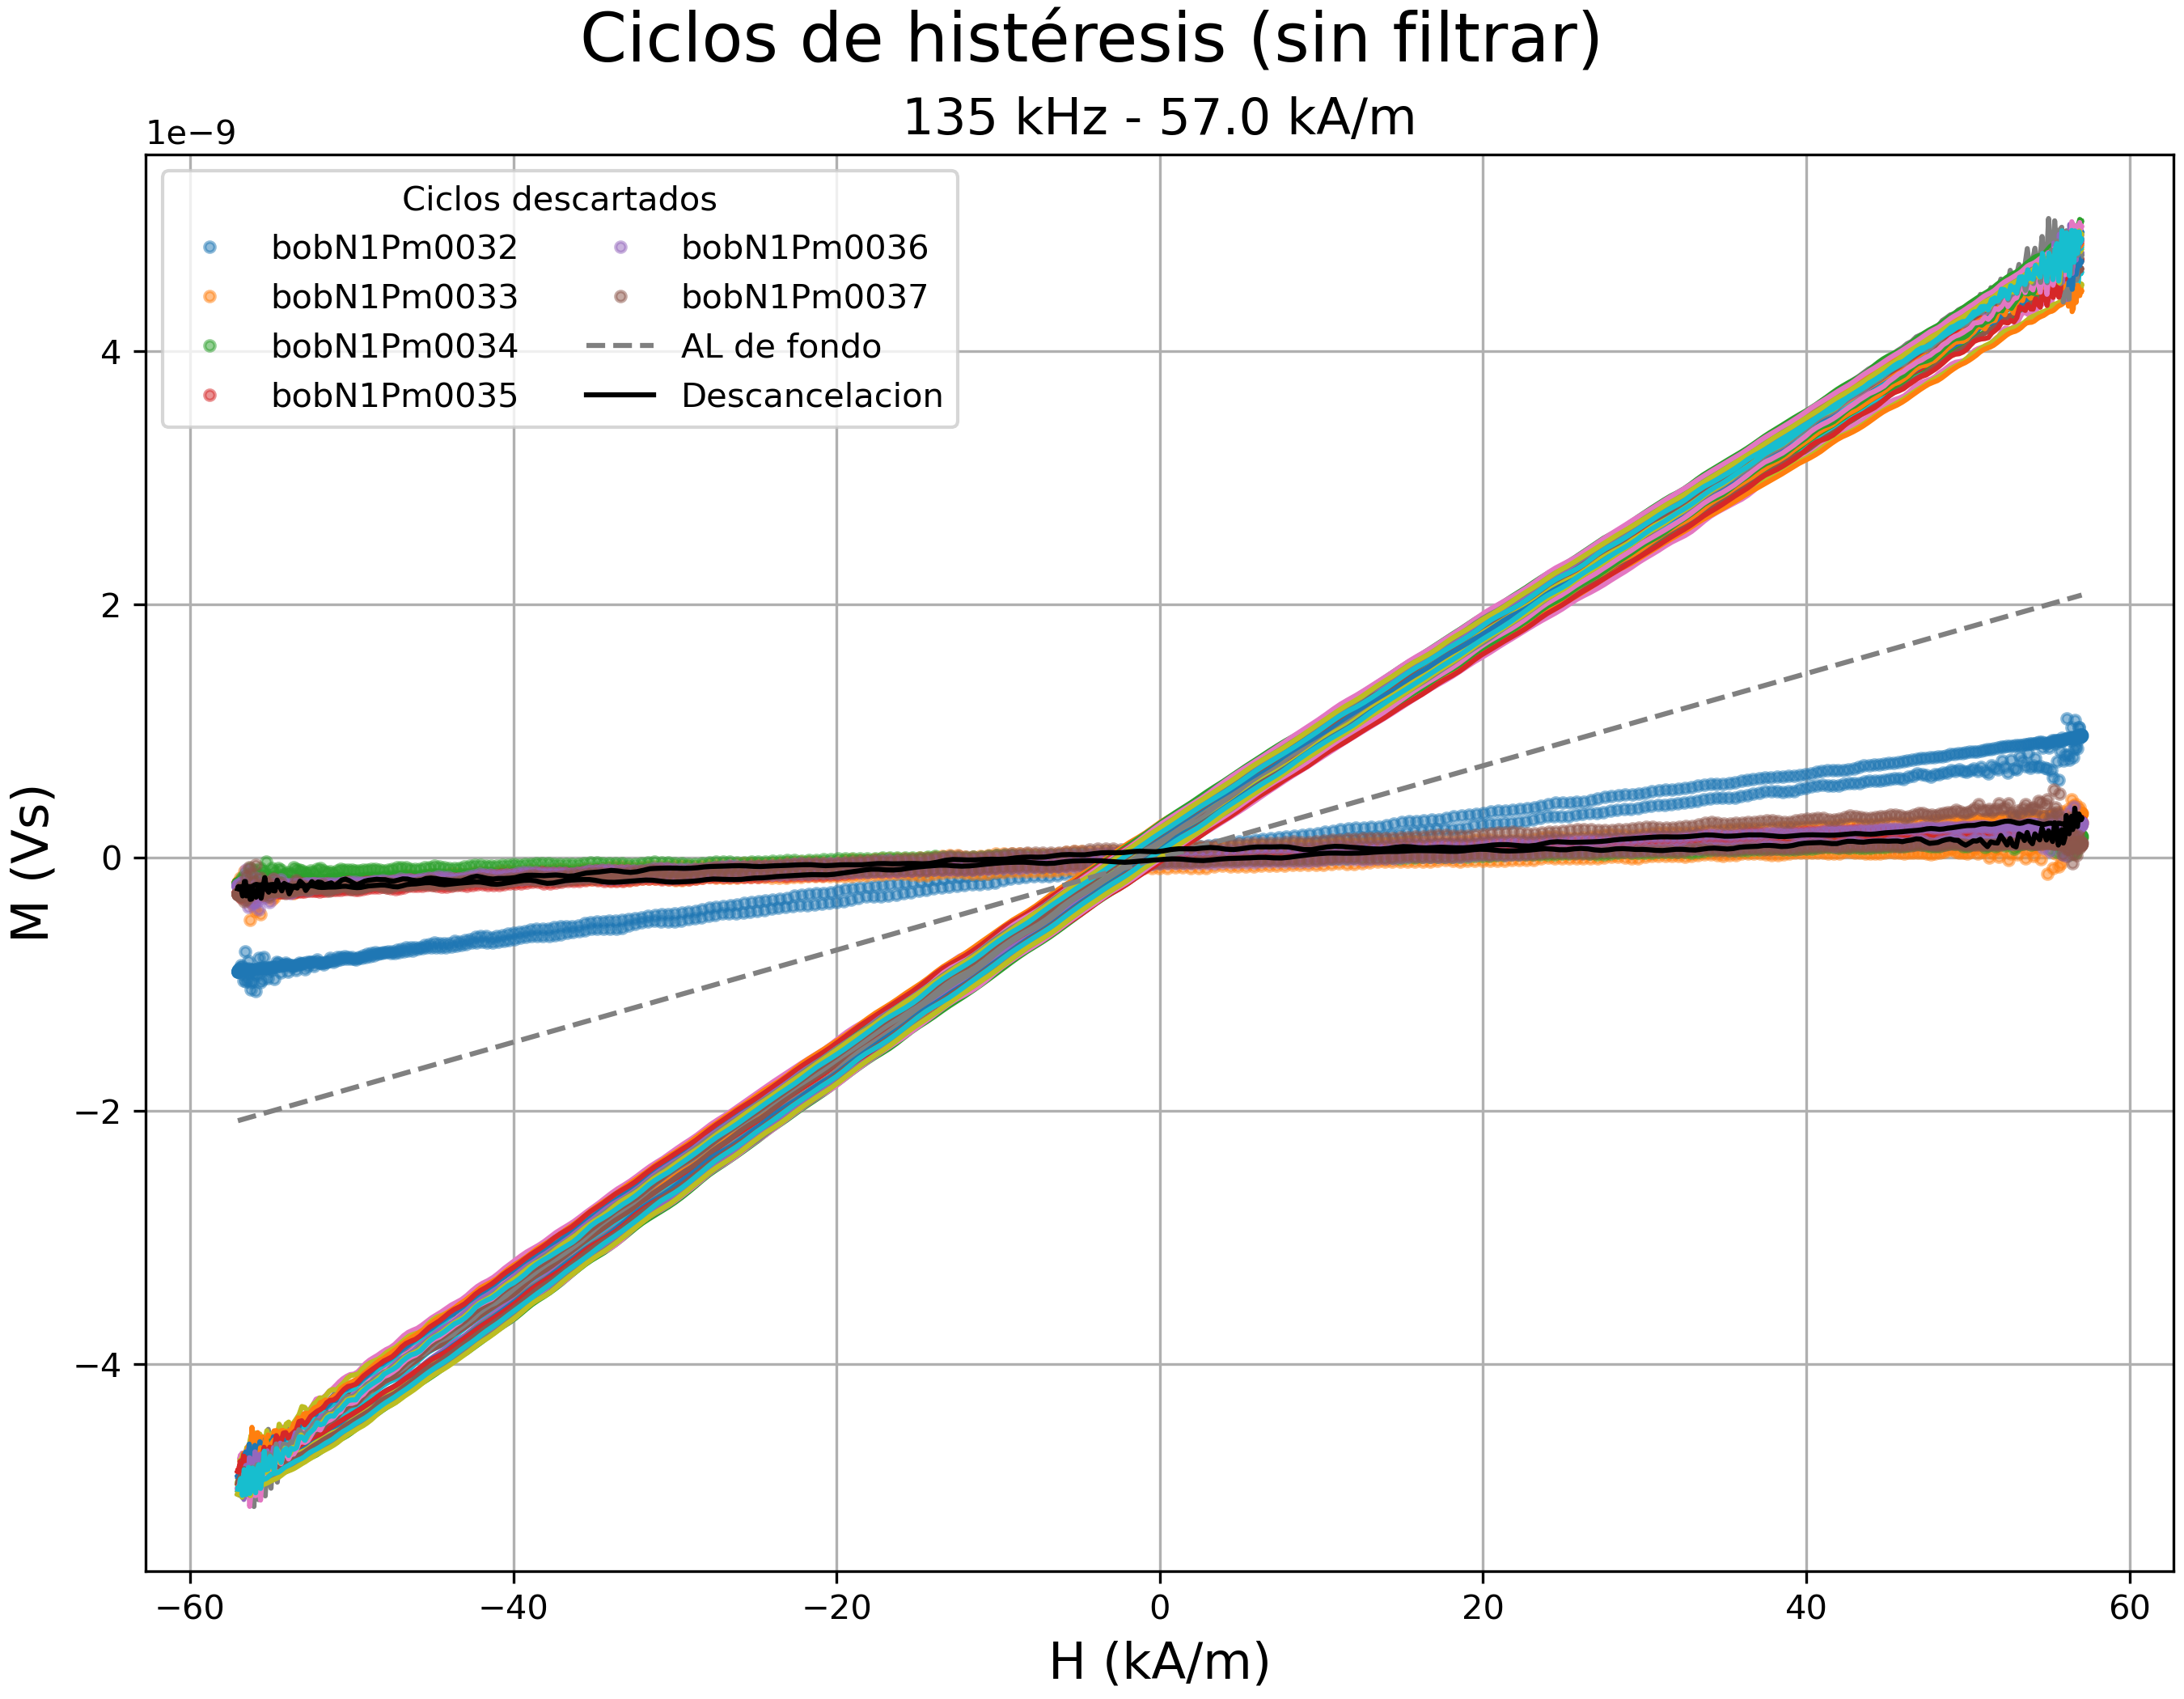 Ciclos de histéresis (sin filtrar)
135 kHz - 57.0 kA/m
1e−9
Ciclos descartados
bobN1Pm0032
bobN1Pm0033
bobN1Pm0034
bobN1Pm0035
bobN1Pm0036
bobN1Pm0037
AL de fondo
Descancelacion
4
2
0
−2
−4
M (Vs)
−60 −40 −20 0 20 40 60
H (kA/m)